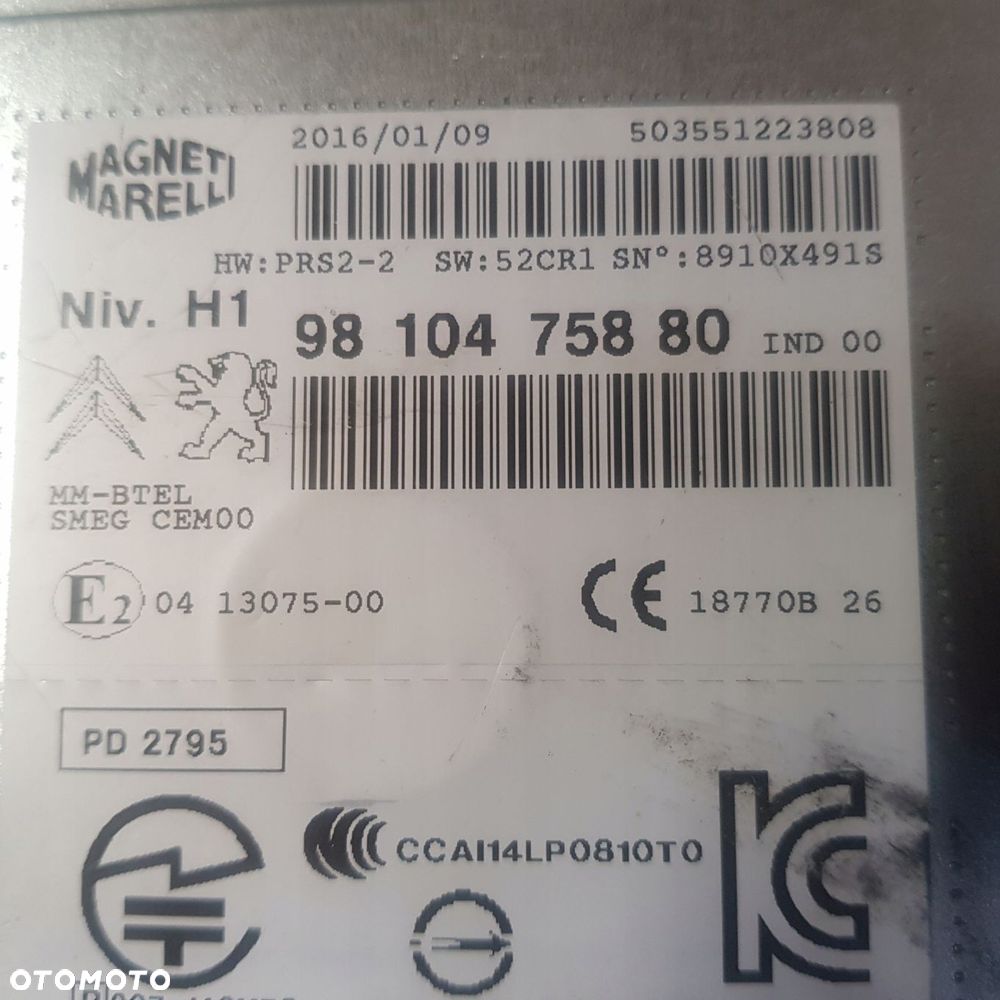 2016/01/09 503551223808
MAGNETI
MARELLI
HW:PRS2-2 SW:52CR1 SN°:8910X491S
Niv. H1
98 104 758 80 IND 00
MM-BTEL
SMEG CEM00
E2 04 13075-00
CE 18770B 26
PD 2795
CCAI14LP0810T0
KC
OTOMOTO